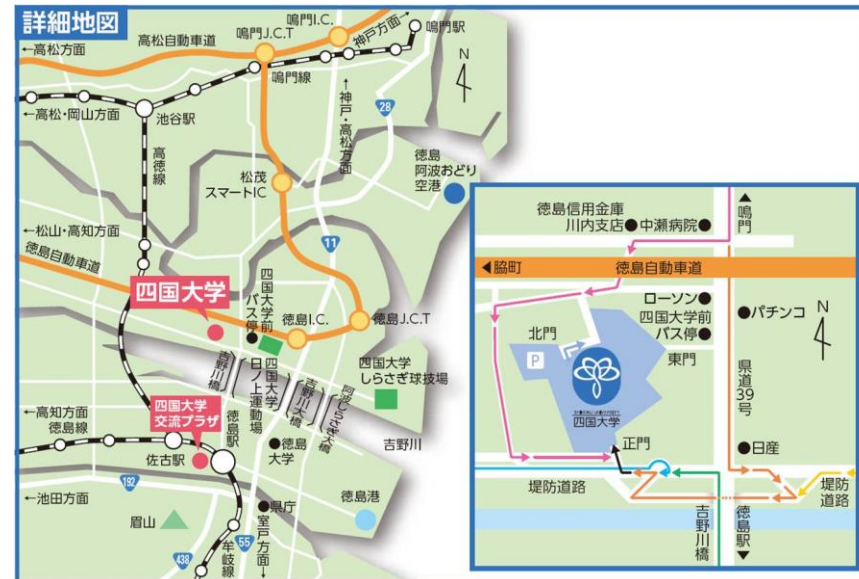 詳細地図
←高松方面
高松自動車道
鳴門J.C.T
鳴門I.C.
神戸方面→
鳴門駅
鳴門線
N
←高松・岡山方面
池谷駅
高徳線
←神戸・高松方面
28
徳島
阿波おどり
空港
松茂
スマートIC
←松山・高知方面
徳島自動車道
11
四国大学
四国大学前
バス停
徳島I.C.
徳島J.C.T
吉野川橋
四国大学
日ノ上運動場
吉野川大橋
阿波しらさぎ大橋
四国大学
しらさぎ球技場
吉野川
←高知方面
徳島線
四国大学
交流プラザ
佐古駅
徳島駅
徳島
大学
192
←池田方面
眉山
県庁
徳島港
438
牟岐線
55
室戸方面→
徳島信用金庫
川内支店
中瀬病院
▲鳴門
◀脇町
徳島自動車道
ローソン
四国大学前
バス停
パチンコ
N
北門
P
東門
県道39号
四国大学
正門
日産
堤防道路
堤防
道路
吉野川橋
徳島駅▼